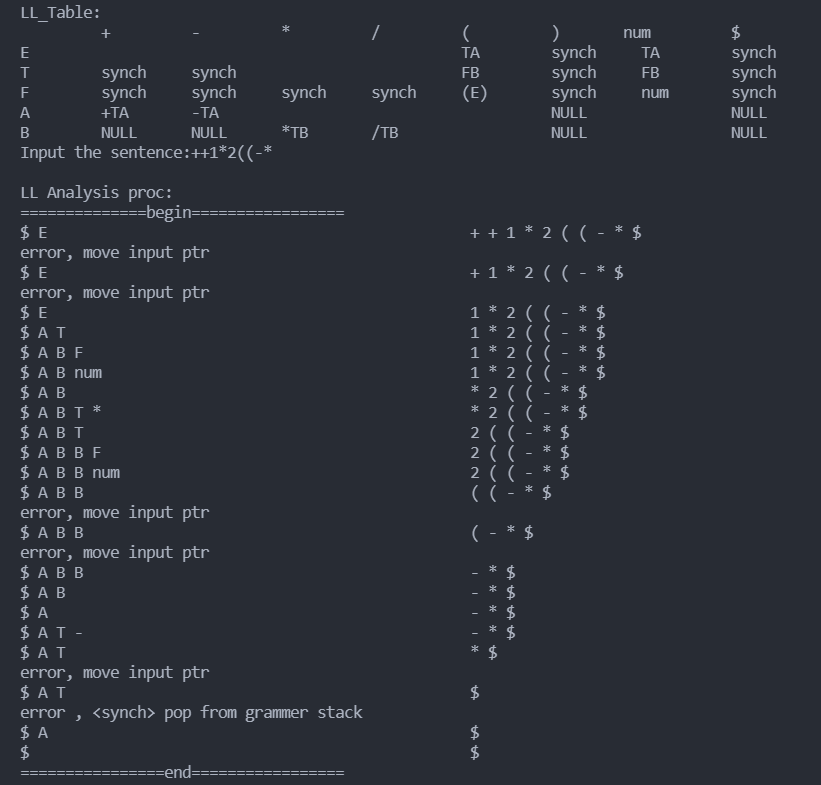 LL_Table:
+ - * / ( ) num $
E TA synch TA synch
T synch synch FB synch FB synch
F synch synch synch synch (E) synch num synch
A +TA -TA NULL NULL
B NULL NULL *TB /TB NULL NULL
Input the sentence:++1*2((-*
LL Analysis proc:
==============begin=================
$ E + + 1 * 2 ( ( - * $
error, move input ptr
$ E + 1 * 2 ( ( - * $
error, move input ptr
$ E 1 * 2 ( ( - * $
$ A T 1 * 2 ( ( - * $
$ A B F 1 * 2 ( ( - * $
$ A B num 1 * 2 ( ( - * $
$ A B * 2 ( ( - * $
$ A B T * * 2 ( ( - * $
$ A B T 2 ( ( - * $
$ A B B F 2 ( ( - * $
$ A B B num 2 ( ( - * $
$ A B B ( ( - * $
error, move input ptr
$ A B B ( - * $
error, move input ptr
$ A B B - * $
$ A B - * $
$ A - * $
$ A T - - * $
$ A T * $
error, move input ptr
$ A T $
error , <synch> pop from grammer stack
$ A $
$ $
================end=================